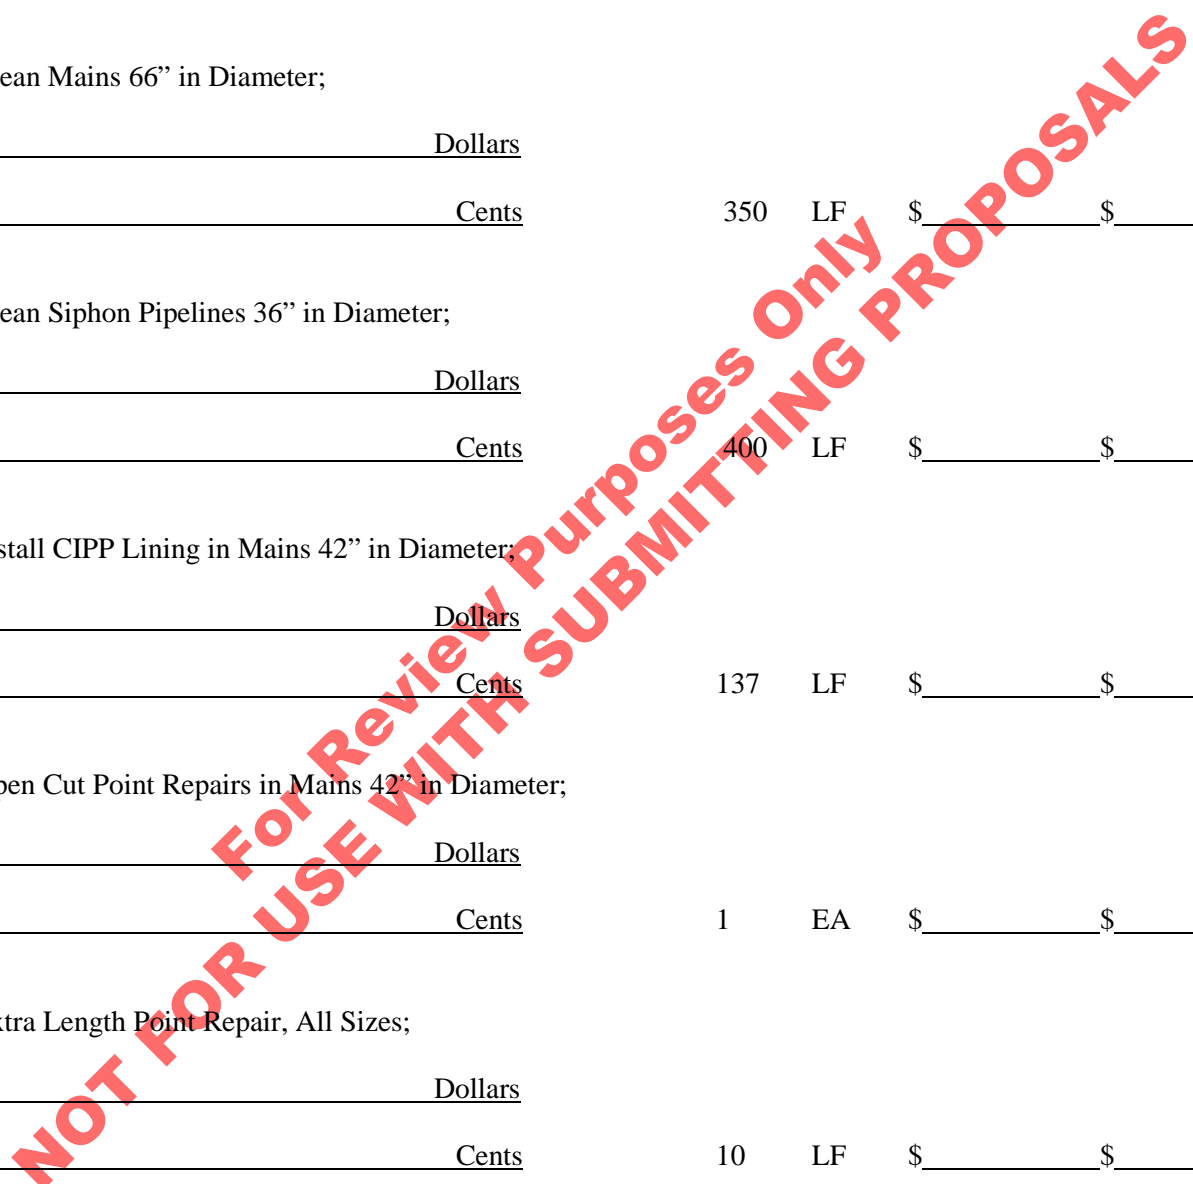 ean Mains 66” in Diameter;
Dollars
Cents 350 LF $ $
ean Siphon Pipelines 36” in Diameter;
Dollars
Cents 400 LF $ $
stall CIPP Lining in Mains 42” in Diameter;
Dollars
Cents 137 LF $ $
pen Cut Point Repairs in Mains 42” in Diameter;
Dollars
Cents 1 EA $ $
xtra Length Point Repair, All Sizes;
Dollars
Cents 10 LF $ $
For Review Purposes Only
NOT FOR USE WITH SUBMITTING PROPOSALS